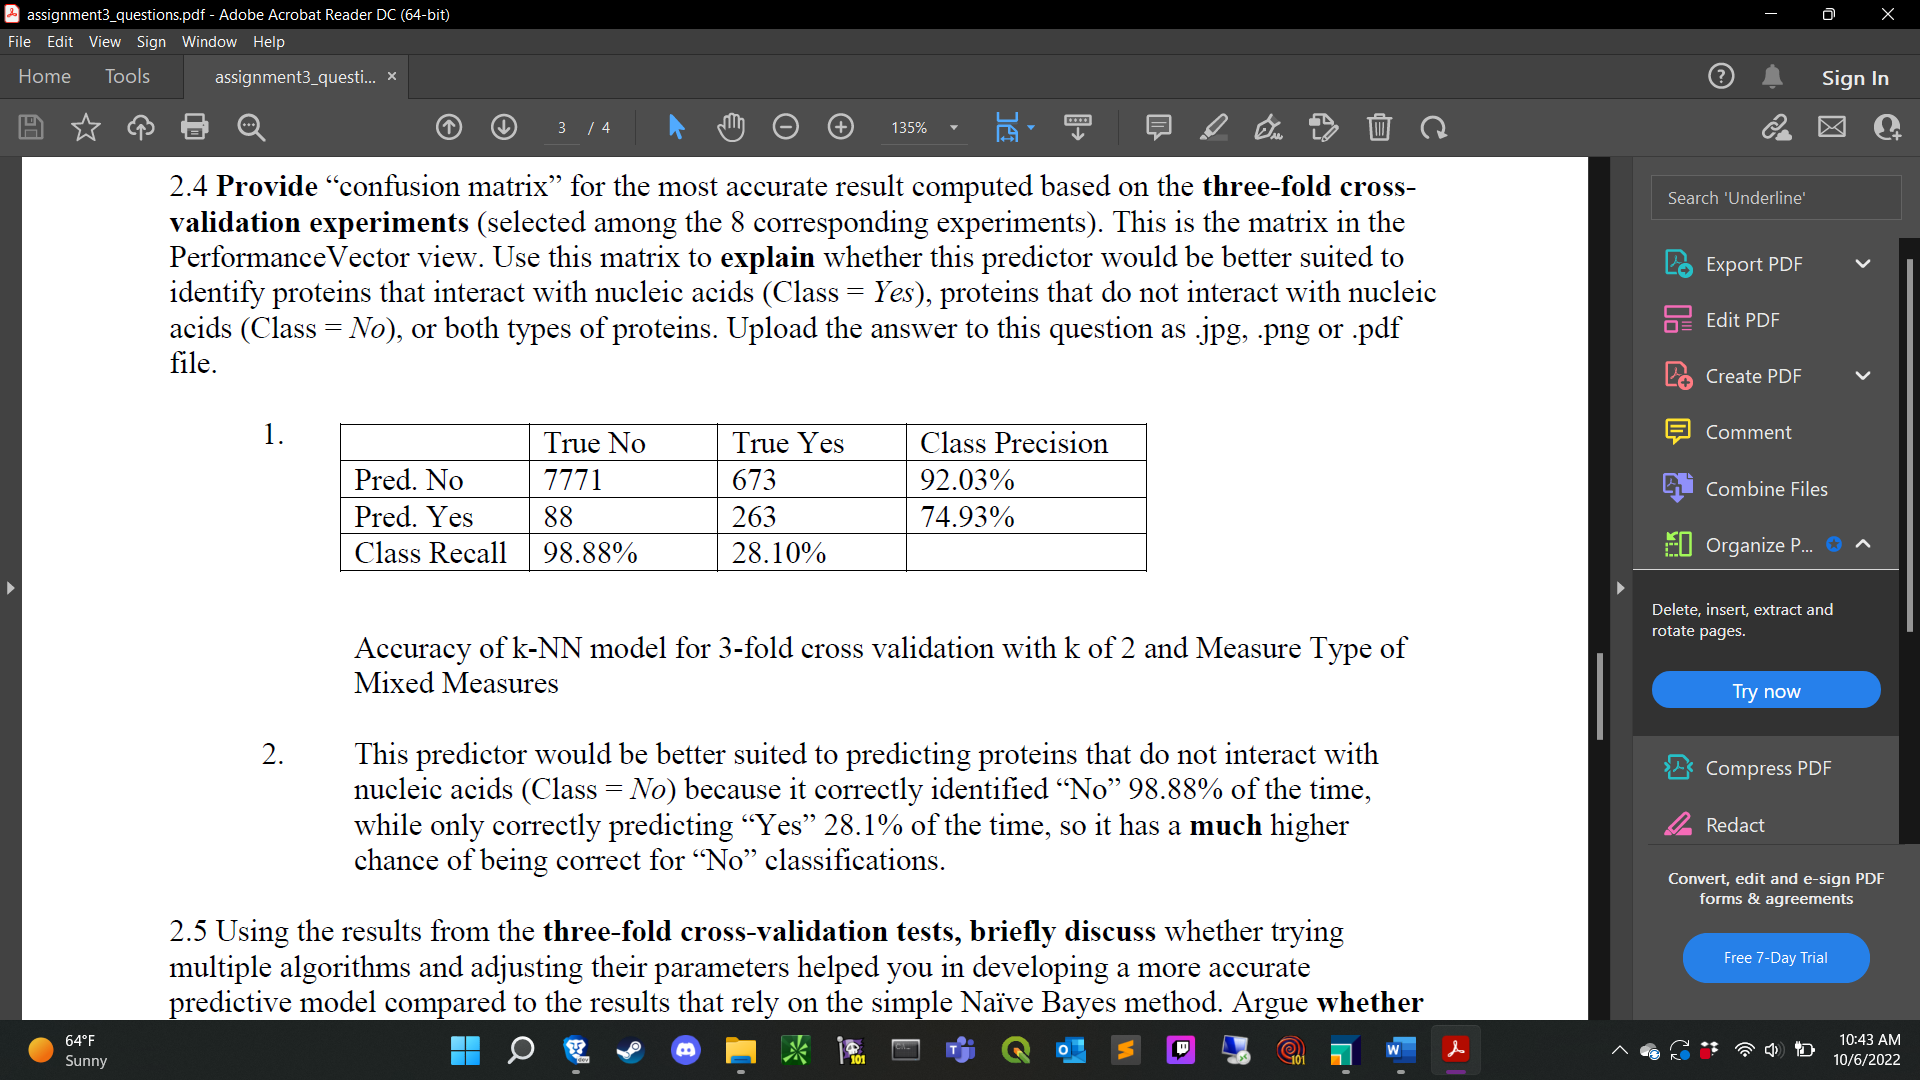 assignment3_questions.pdf - Adobe Acrobat Reader DC (64-bit)
File Edit View Sign Window Help
Home Tools assignment3_questi... × Sign In
3 / 4 135%
2.4 Provide “confusion matrix” for the most accurate result computed based on the three-fold cross-
validation experiments (selected among the 8 corresponding experiments). This is the matrix in the
PerformanceVector view. Use this matrix to explain whether this predictor would be better suited to
identify proteins that interact with nucleic acids (Class = Yes), proteins that do not interact with nucleic
acids (Class = No), or both types of proteins. Upload the answer to this question as .jpg, .png or .pdf
file.
1.
True No True Yes Class Precision
Pred. No 7771 673 92.03%
Pred. Yes 88 263 74.93%
Class Recall 98.88% 28.10%
Accuracy of k-NN model for 3-fold cross validation with k of 2 and Measure Type of
Mixed Measures
2. This predictor would be better suited to predicting proteins that do not interact with
nucleic acids (Class = No) because it correctly identified “No” 98.88% of the time,
while only correctly predicting “Yes” 28.1% of the time, so it has a much higher
chance of being correct for “No” classifications.
2.5 Using the results from the three-fold cross-validation tests, briefly discuss whether trying
multiple algorithms and adjusting their parameters helped you in developing a more accurate
predictive model compared to the results that rely on the simple Naïve Bayes method. Argue whether
Search 'Underline'
Export PDF
Edit PDF
Create PDF
Comment
Combine Files
Organize P...
Delete, insert, extract and
rotate pages.
Try now
Compress PDF
Redact
Convert, edit and e-sign PDF
forms & agreements
Free 7-Day Trial
64°F
Sunny
10:43 AM
10/6/2022